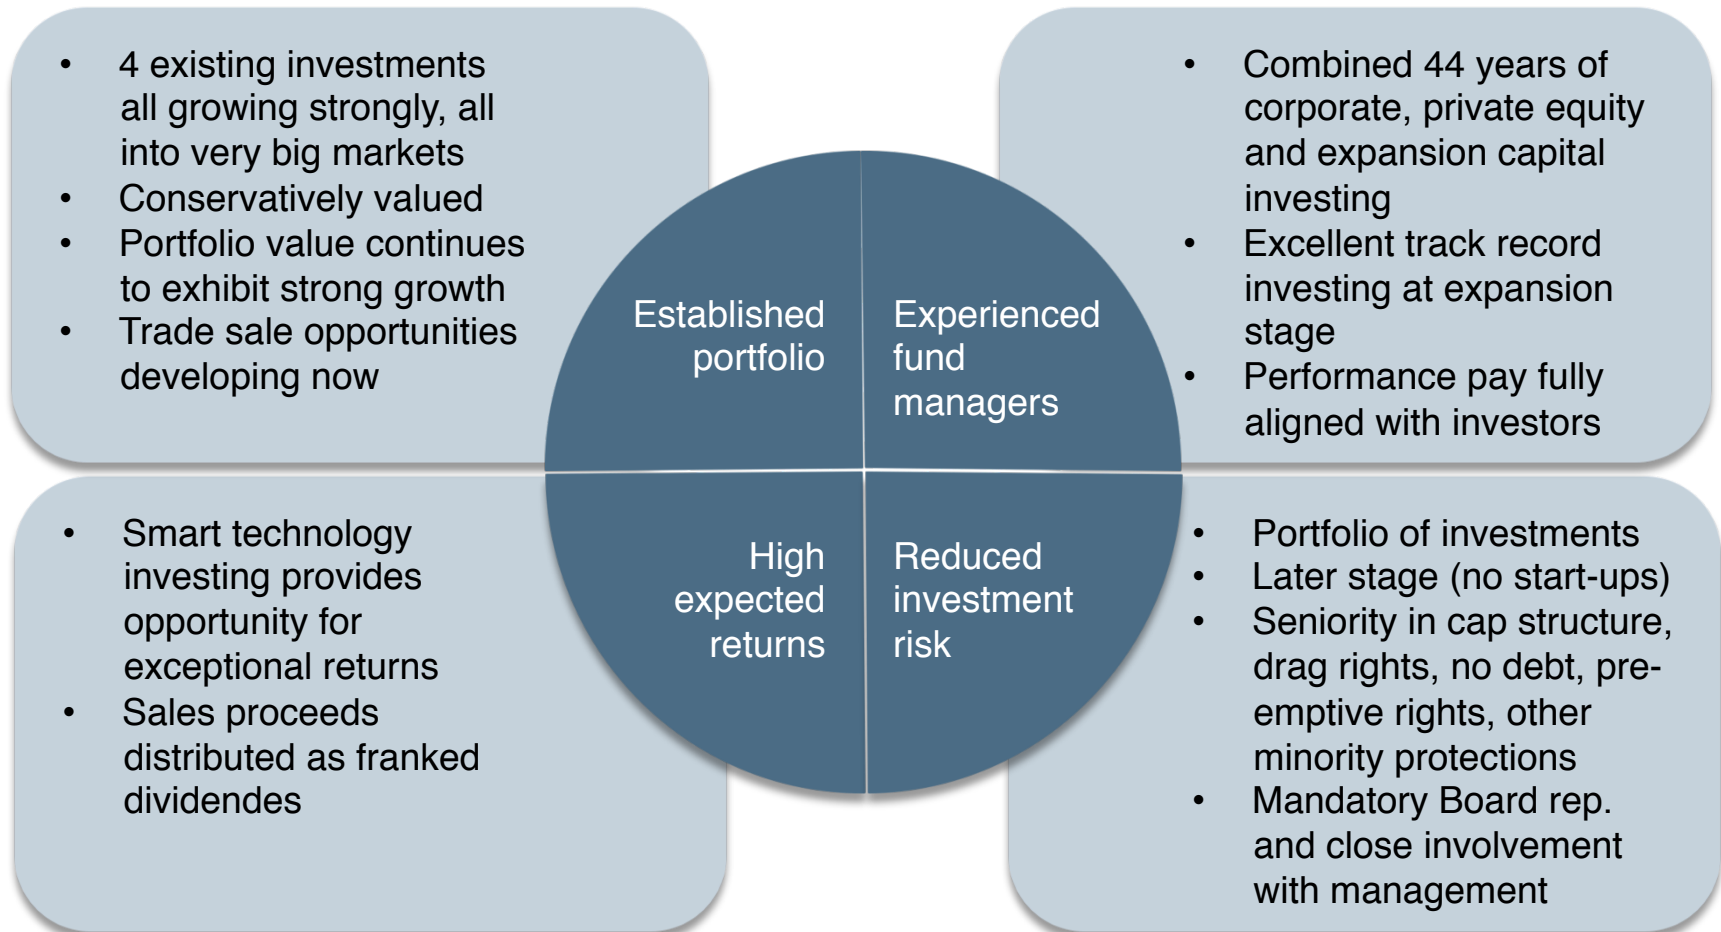 • 4 existing investments
all growing strongly, all
into very big markets
• Conservatively valued
• Portfolio value continues
to exhibit strong growth
• Trade sale opportunities
developing now
• Combined 44 years of
corporate, private equity
and expansion capital
investing
• Excellent track record
investing at expansion
stage
• Performance pay fully
aligned with investors
Established
portfolio
Experienced
fund
managers
High
expected
returns
Reduced
investment
risk
• Smart technology
investing provides
opportunity for
exceptional returns
• Sales proceeds
distributed as franked
dividendes
• Portfolio of investments
• Later stage (no start-ups)
• Seniority in cap structure,
drag rights, no debt, pre-
emptive rights, other
minority protections
• Mandatory Board rep.
and close involvement
with management